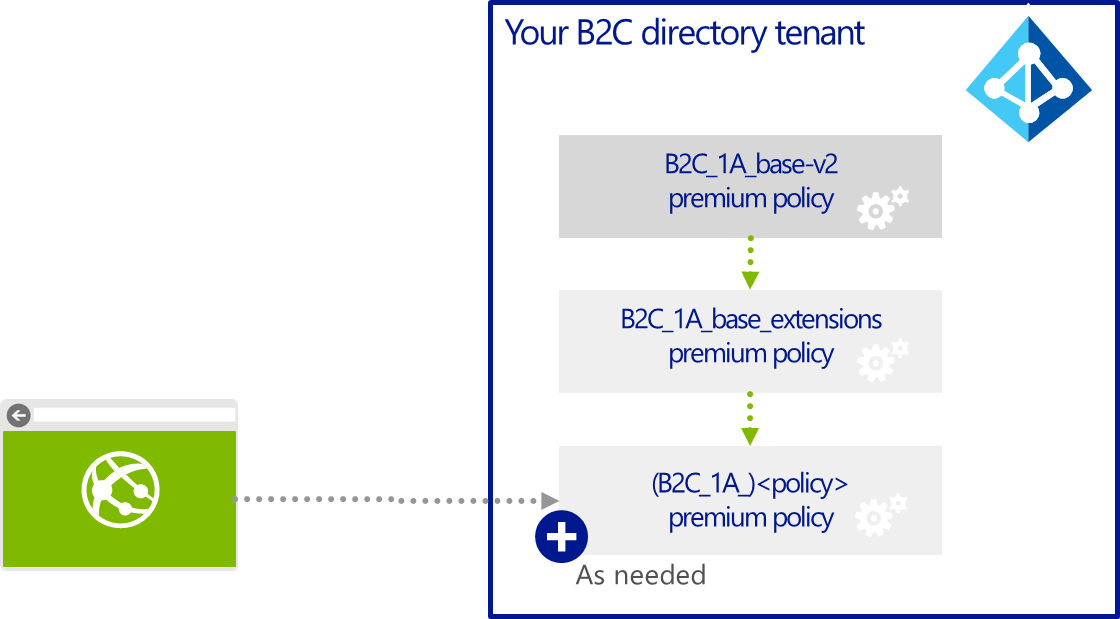 Your B2C directory tenant
B2C_1A_base-v2
premium policy
B2C_1A_base_extensions
premium policy
(B2C_1A_)<policy>
premium policy
As needed